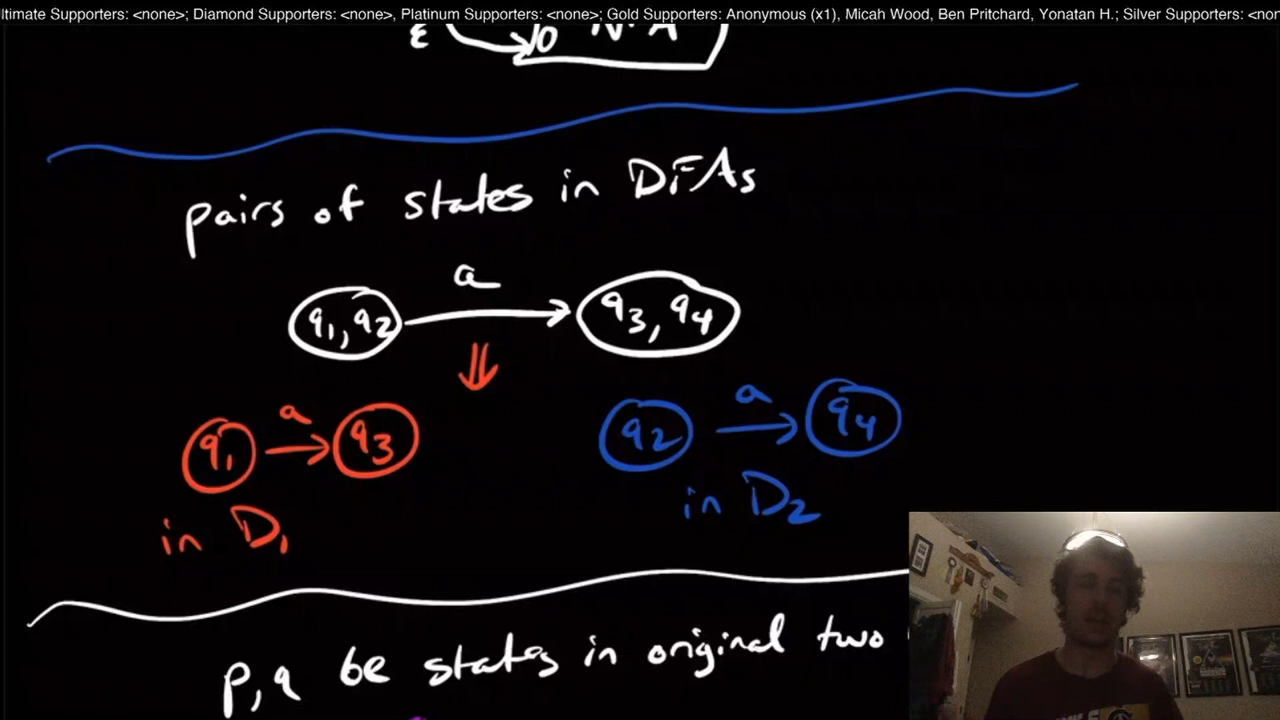 ltimate Supporters: <none>; Diamond Supporters: <none>, Platinum Supporters: <none>; Gold Supporters: Anonymous (x1), Micah Wood, Ben Pritchard, Yonatan H.; Silver Supporters: <non
ε NFA
pairs of states in DFAs
a
q1, q2 q3, q4
a a
q1 q3 q2 q4
in D1 in D2
p, q be states in original two